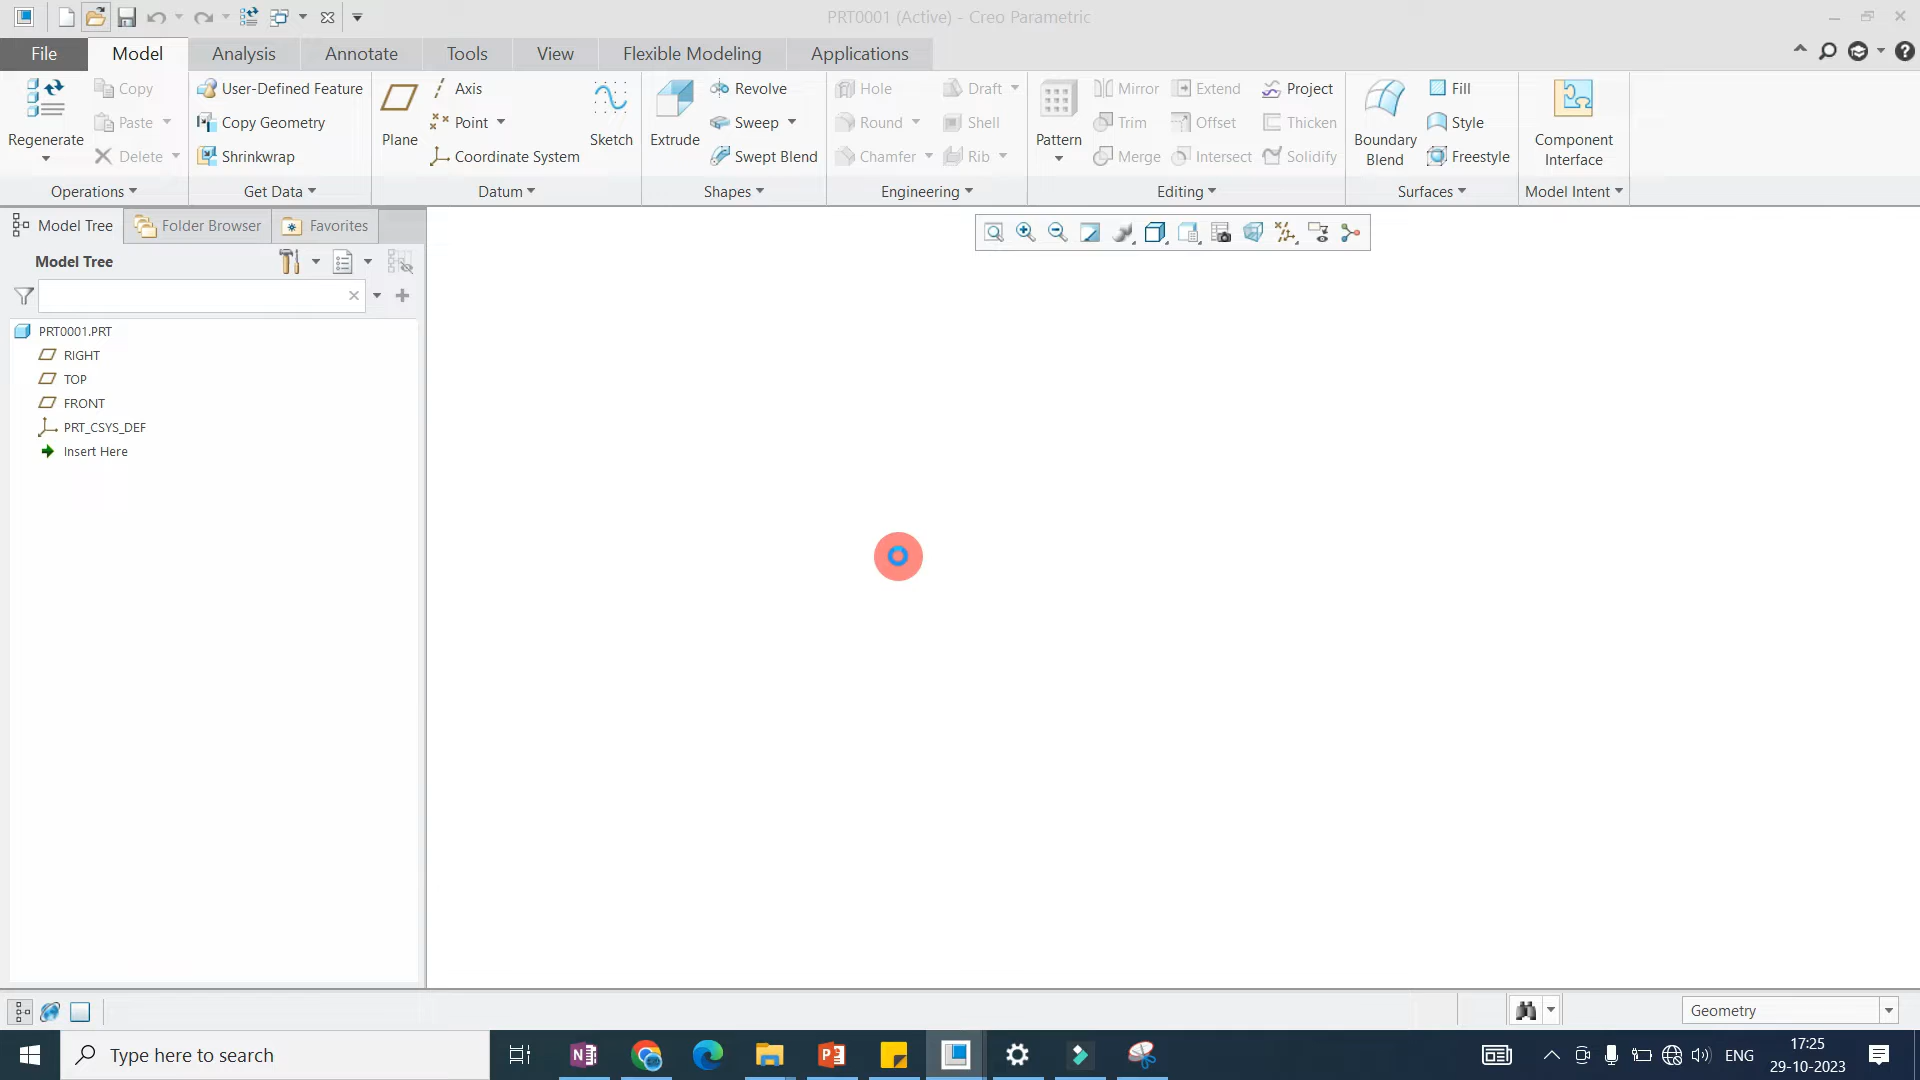 PRT0001 (Active) - Creo Parametric
File Model Analysis Annotate Tools View Flexible Modeling Applications
Regenerate
Copy
Paste
Delete
Operations
User-Defined Feature
Copy Geometry
Shrinkwrap
Get Data
Plane
Axis
Point
Coordinate System
Sketch
Datum
Extrude
Revolve
Sweep
Swept Blend
Shapes
Hole
Round
Chamfer
Draft
Shell
Rib
Engineering
Pattern
Mirror
Trim
Merge
Extend
Offset
Intersect
Project
Thicken
Solidify
Editing
Boundary
Blend
Fill
Style
Freestyle
Surfaces
Component
Interface
Model Intent
Model Tree Folder Browser Favorites
Model Tree
PRT0001.PRT
RIGHT
TOP
FRONT
PRT_CSYS_DEF
Insert Here
Geometry
Type here to search
ENG
17:25
29-10-2023